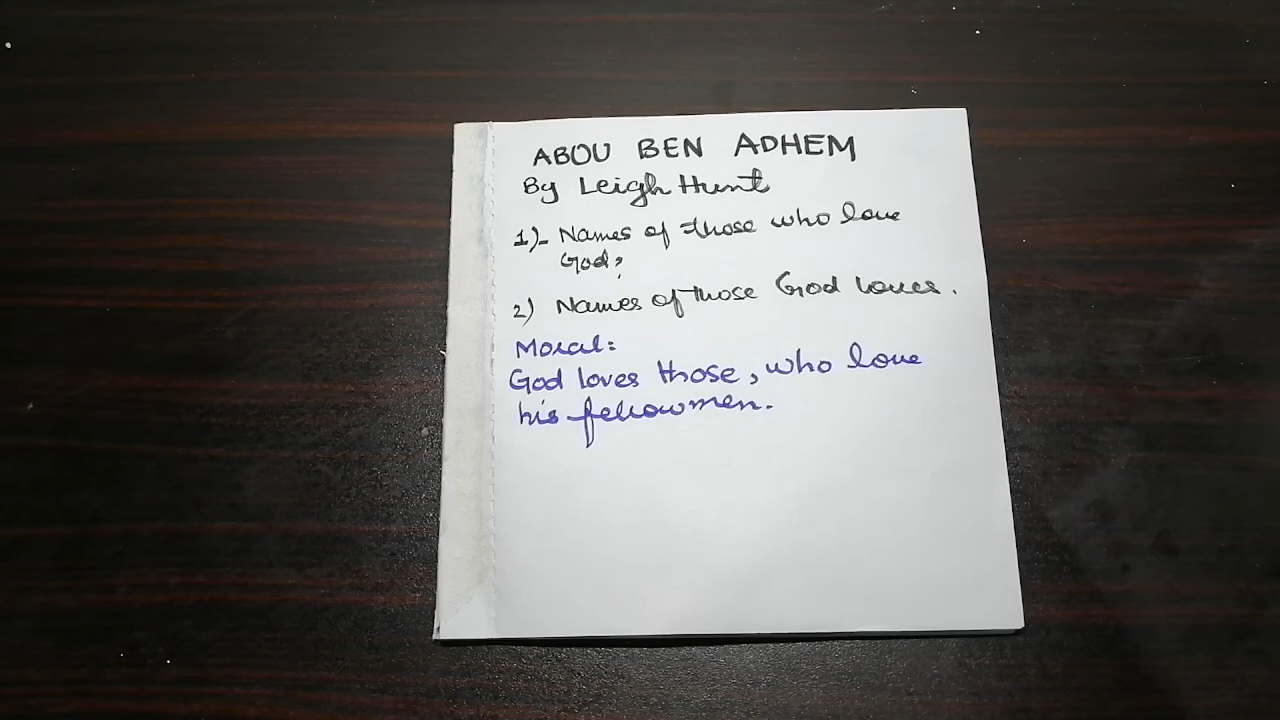 ABOU BEN ADHEM
By Leigh Hunt
1)- Names of those who love
God?
2) Names of those God loves.
Moral:
God loves those, who love
his fellowmen.